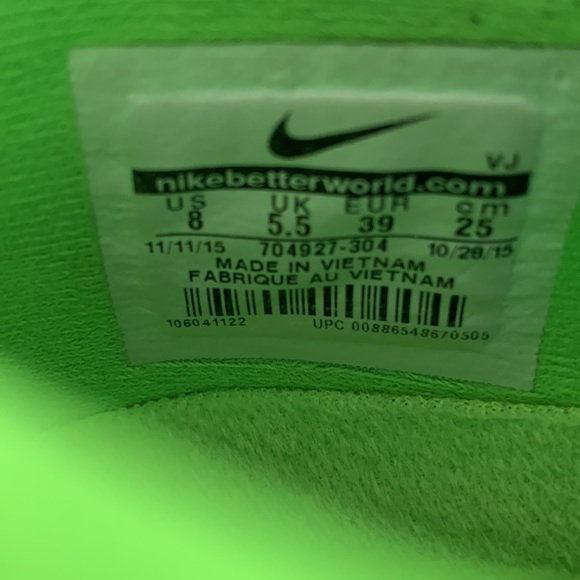 VJ
nikebetterworld.com
US UK EUR cm
8 5.5 39 25
11/11/15 704927-304 10/28/15
MADE IN VIETNAM
FABRIQUE AU VIETNAM
106041122 UPC 00886548670505